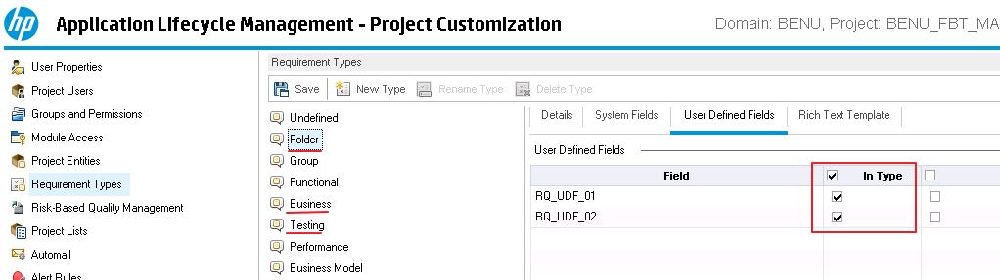 hp
Application Lifecycle Management - Project Customization
Domain: BENU, Project: BENU_FBT_MA
User Properties
Project Users
Groups and Permissions
Module Access
Project Entities
Requirement Types
Risk-Based Quality Management
Project Lists
Automail
Alert Rules
Requirement Types
Save New Type Rename Type Delete Type
Undefined
Folder
Group
Functional
Business
Testing
Performance
Business Model
Details System Fields User Defined Fields Rich Text Template
User Defined Fields
Field In Type
RQ_UDF_01
RQ_UDF_02